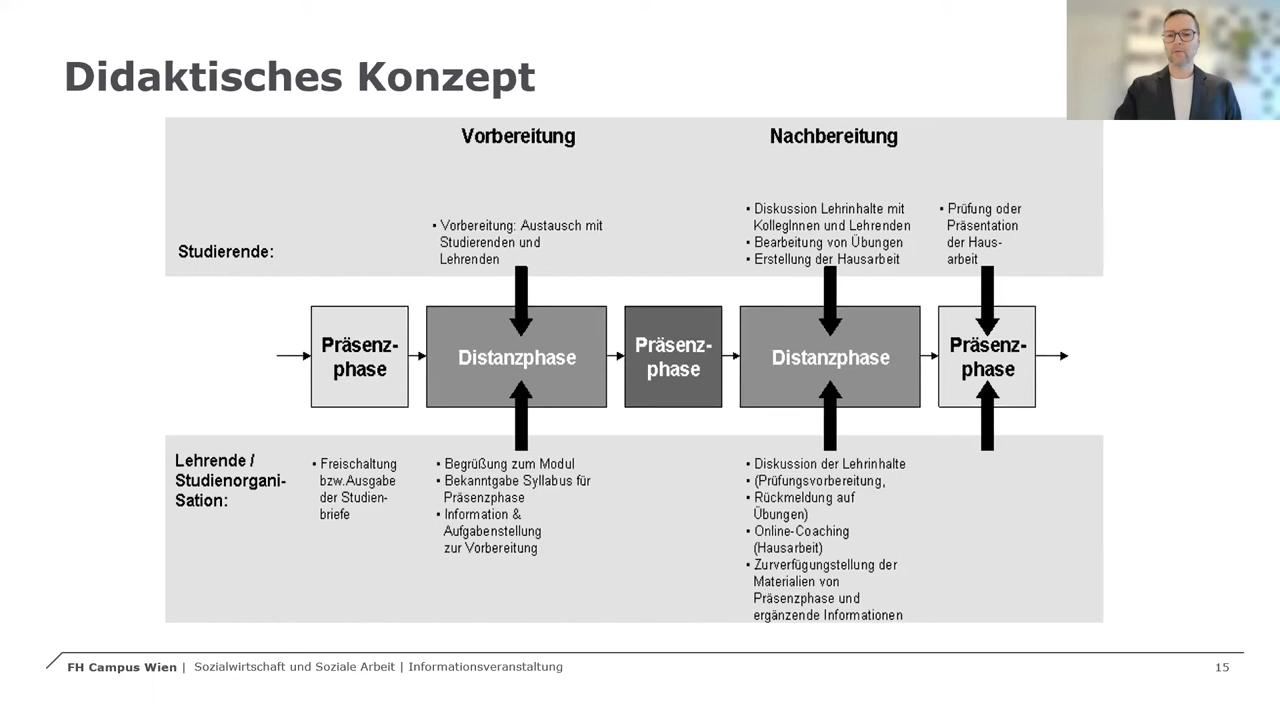 Didaktisches Konzept
Vorbereitung
Nachbereitung
Studierende:
▪ Vorbereitung: Austausch mit
Studierenden und
Lehrenden
▪ Diskussion Lehrinhalte mit
KollegInnen und Lehrenden
▪ Bearbeitung von Übungen
▪ Erstellung der Hausarbeit
▪ Prüfung oder
Präsentation
der Haus-
arbeit
Präsenz-
phase
Distanzphase
Präsenz-
phase
Distanzphase
Präsenz-
phase
Lehrende /
Studienorgani-
Sation:
▪ Freischaltung
bzw.Ausgabe
der Studien-
briefe
▪ Begrüßung zum Modul
▪ Bekanntgabe Syllabus für
Präsenzphase
▪ Information &
Aufgabenstellung
zur Vorbereitung
▪ Diskussion der Lehrinhalte
▪ (Prüfungsvorbereitung,
▪ Rückmeldung auf
Übungen)
▪ Online-Coaching
(Hausarbeit)
▪ Zurverfügungstellung der
Materialien von
Präsenzphase und
ergänzende Informationen
FH Campus Wien | Sozialwirtschaft und Soziale Arbeit | Informationsveranstaltung
15